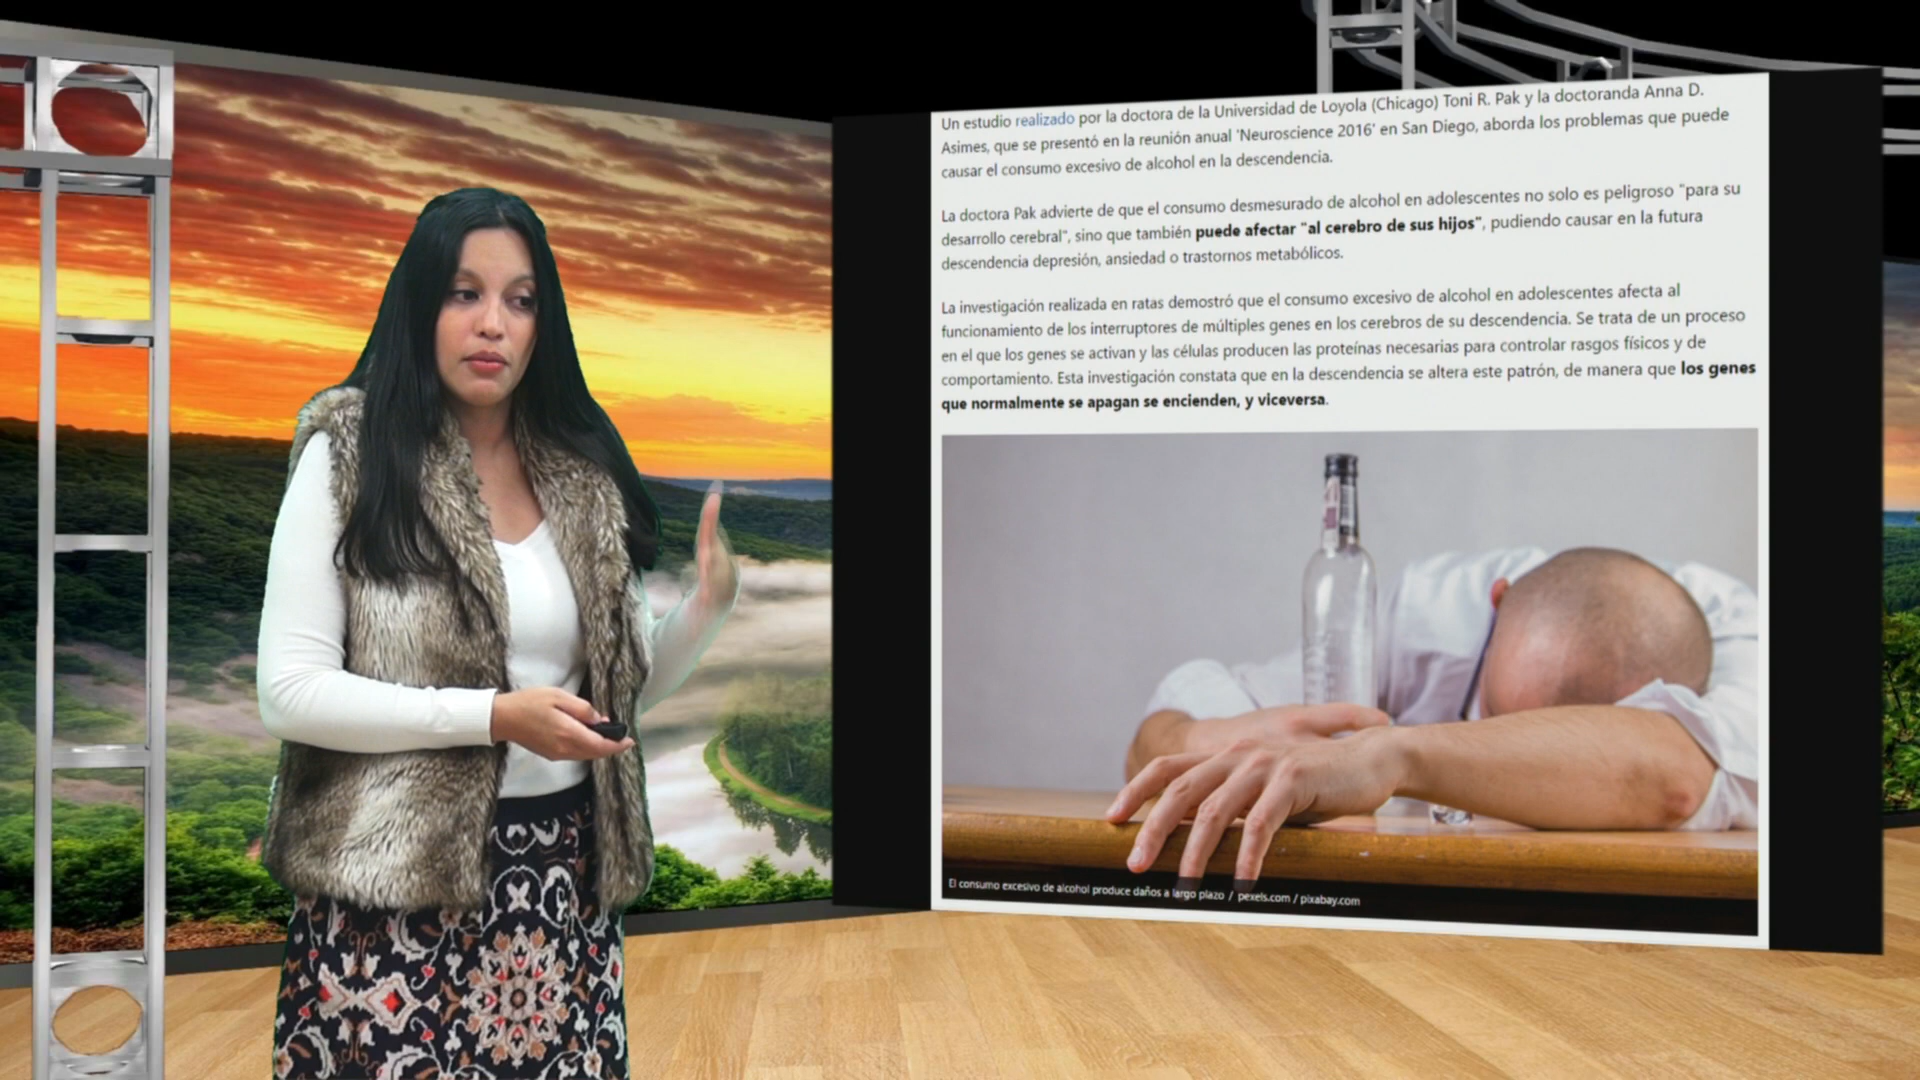 Un estudio realizado por la doctora de la Universidad de Loyola (Chicago) Toni R. Pak y la doctoranda Anna D.
Asimes, que se presentó en la reunión anual 'Neuroscience 2016' en San Diego, aborda los problemas que puede
causar el consumo excesivo de alcohol en la descendencia.
La doctora Pak advierte de que el consumo desmesurado de alcohol en adolescentes no solo es peligroso "para su
desarrollo cerebral", sino que también puede afectar "al cerebro de sus hijos", pudiendo causar en la futura
descendencia depresión, ansiedad o trastornos metabólicos.
La investigación realizada en ratas demostró que el consumo excesivo de alcohol en adolescentes afecta al
funcionamiento de los interruptores de múltiples genes en los cerebros de su descendencia. Se trata de un proceso
en el que los genes se activan y las células producen las proteínas necesarias para controlar rasgos físicos y de
comportamiento. Esta investigación constata que en la descendencia se altera este patrón, de manera que los genes
que normalmente se apagan se encienden, y viceversa.
El consumo excesivo de alcohol produce daños a largo plazo / pexels.com / pixabay.com